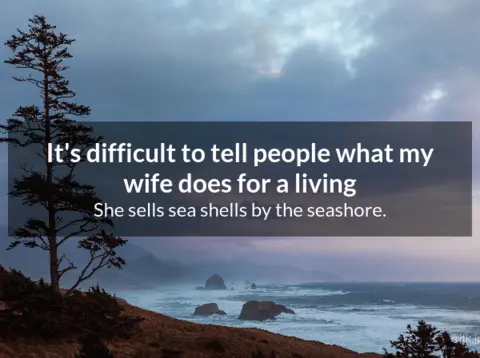 It's difficult to tell people what my
wife does for a living
She sells sea shells by the seashore.